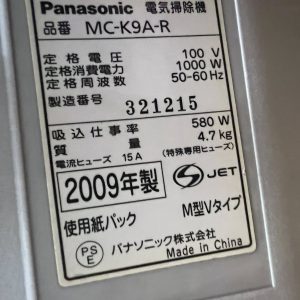 Panasonic 電気掃除機
品番 MC-K9A-R
定格電圧 100 V
定格消費電力 1000 W
定格周波数 50-60 Hz
製造番号 321215
吸込仕事率 580 W
質量 4.7 kg
電流ヒューズ 15A (特殊専用ヒューズ)
2009年製 S JET
使用紙パック M型Vタイプ
PS E パナソニック株式会社
Made in China